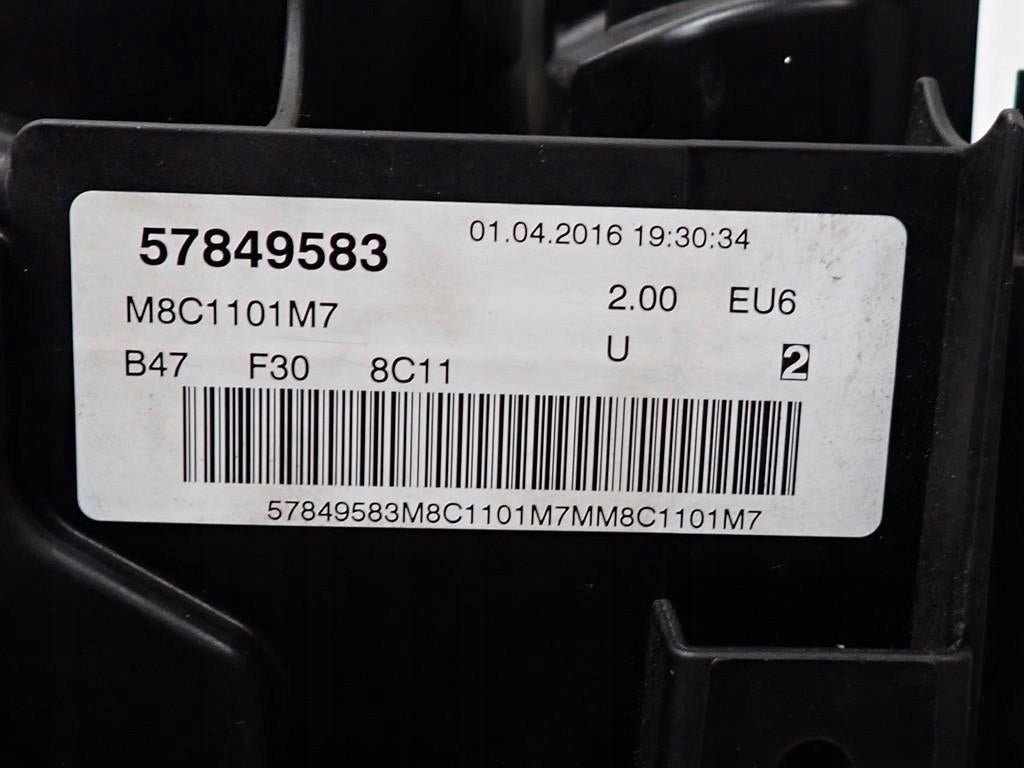 57849583 01.04.2016 19:30:34
M8C1101M7 2.00 EU6
B47 F30 8C11 U 2
57849583M8C1101M7MM8C1101M7